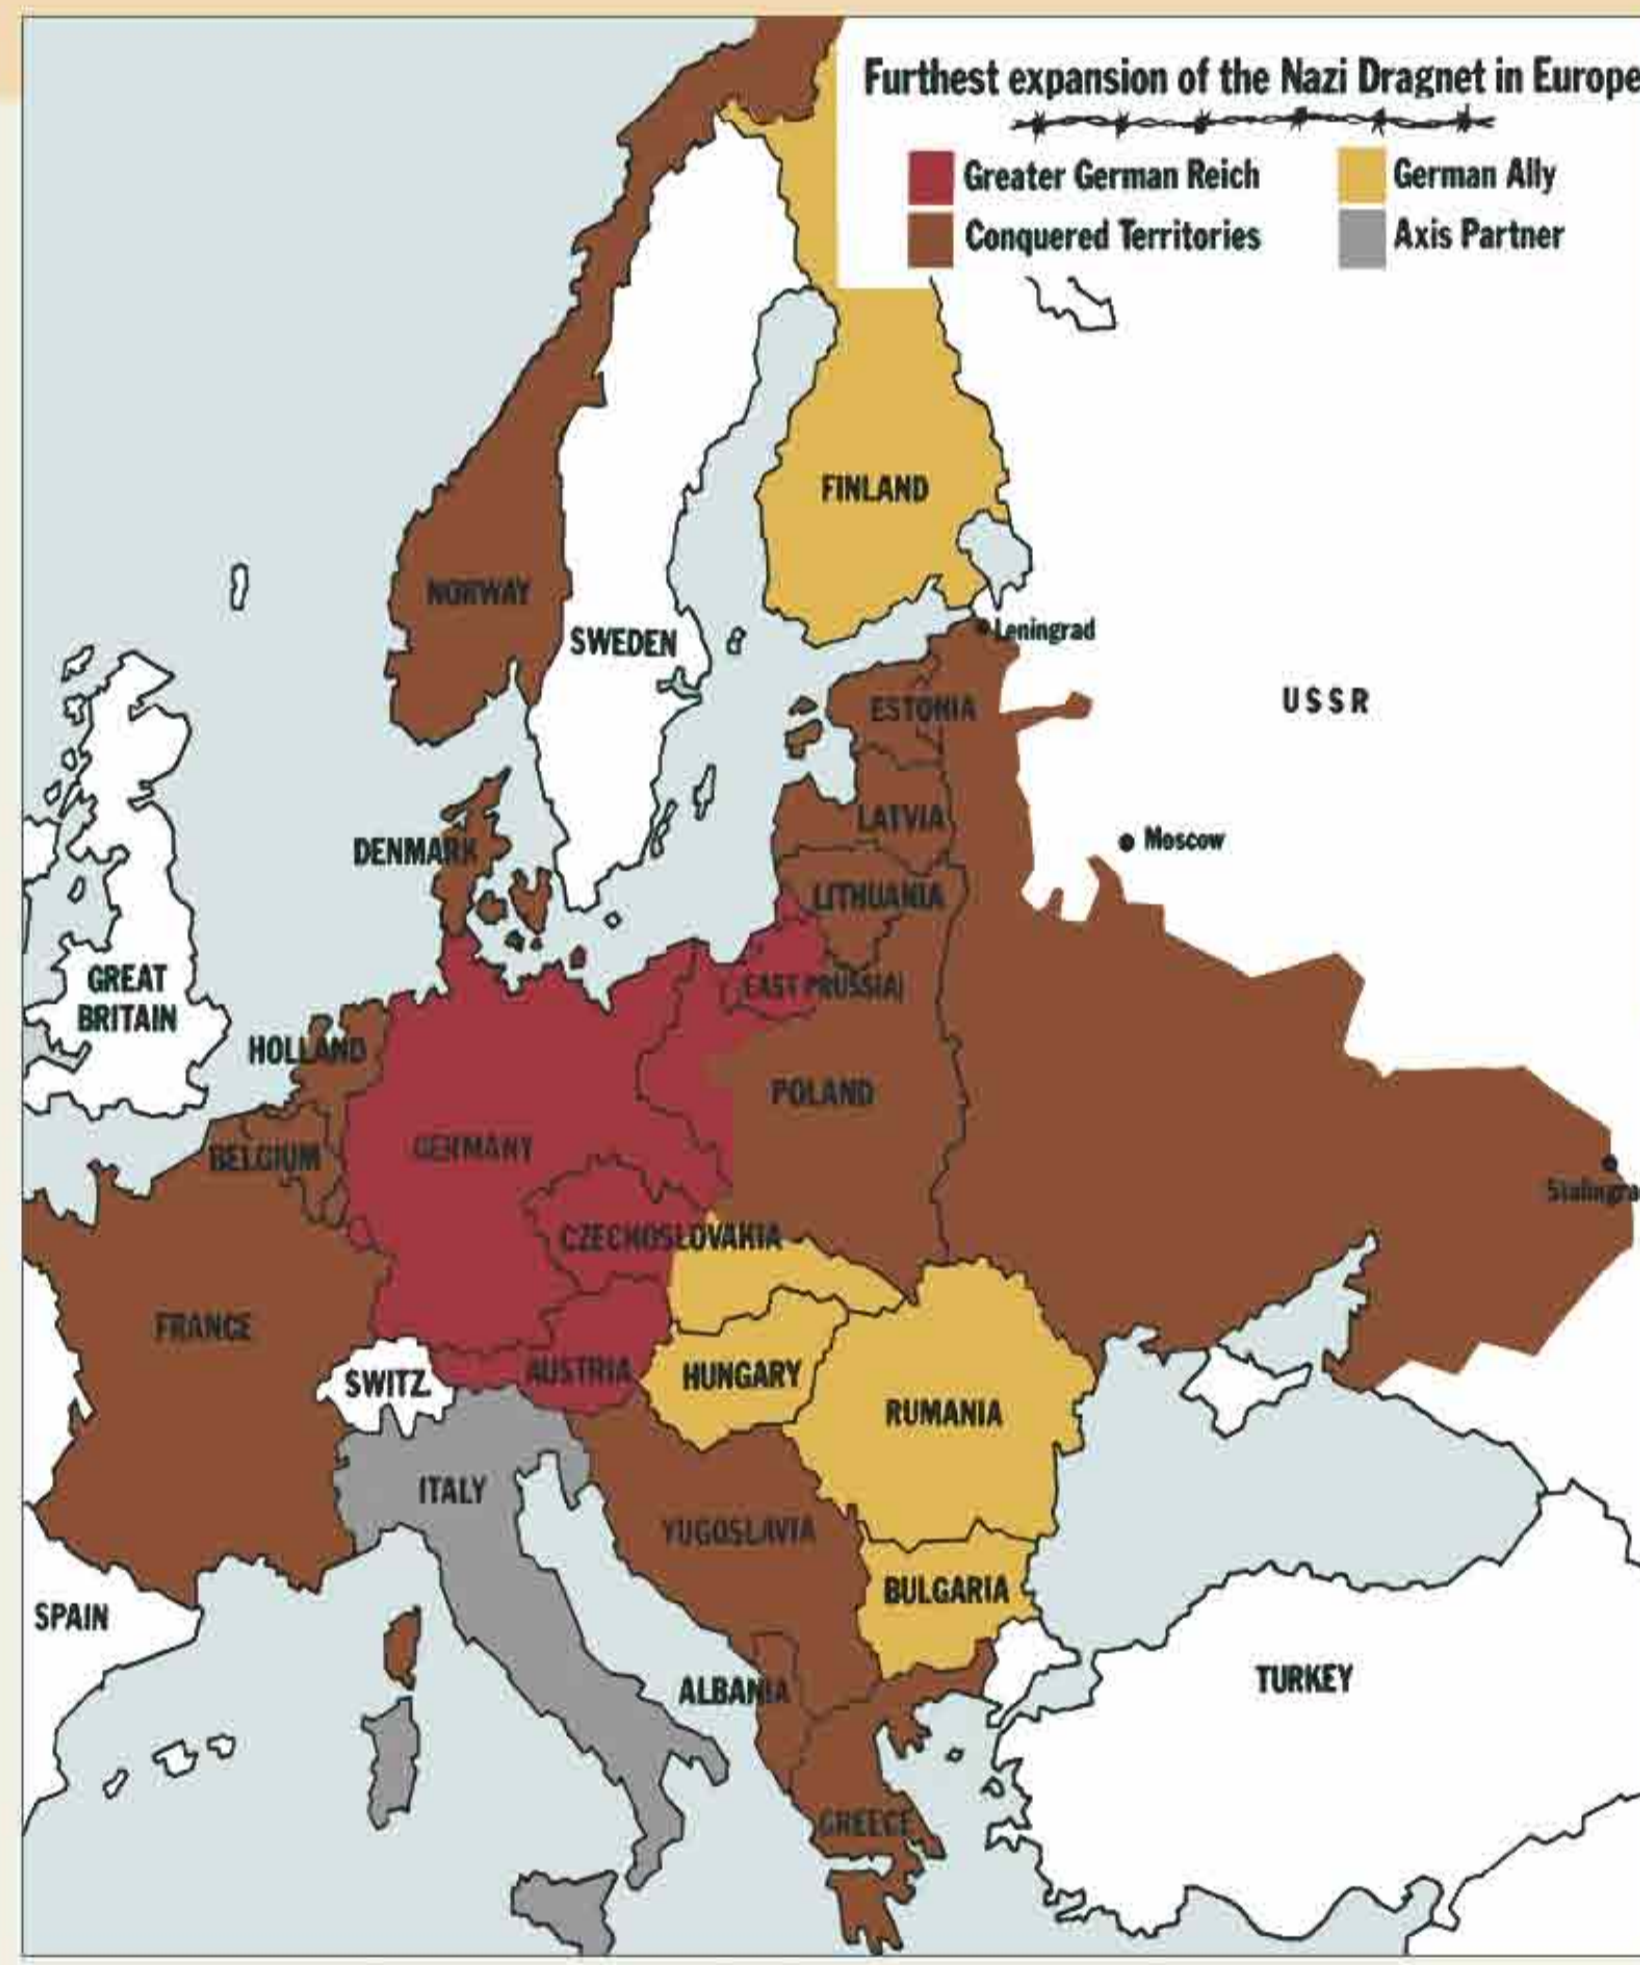 Furthest expansion of the Nazi Dragnet in Europe
Greater German Reich
German Ally
Conquered Territories
Axis Partner
FINLAND
NORWAY
SWEDEN
Leningrad
ESTONIA
USSR
LATVIA
Moscow
DENMARK
LITHUANIA
GREAT
BRITAIN
EAST PRUSSIA
HOLLAND
POLAND
GERMANY
BELGIUM
Stalingra
CZECHOSLOVAKIA
FRANCE
SWITZ.
AUSTRIA
HUNGARY
RUMANIA
ITALY
YUGOSLAVIA
BULGARIA
SPAIN
ALBANIA
TURKEY
GREECE